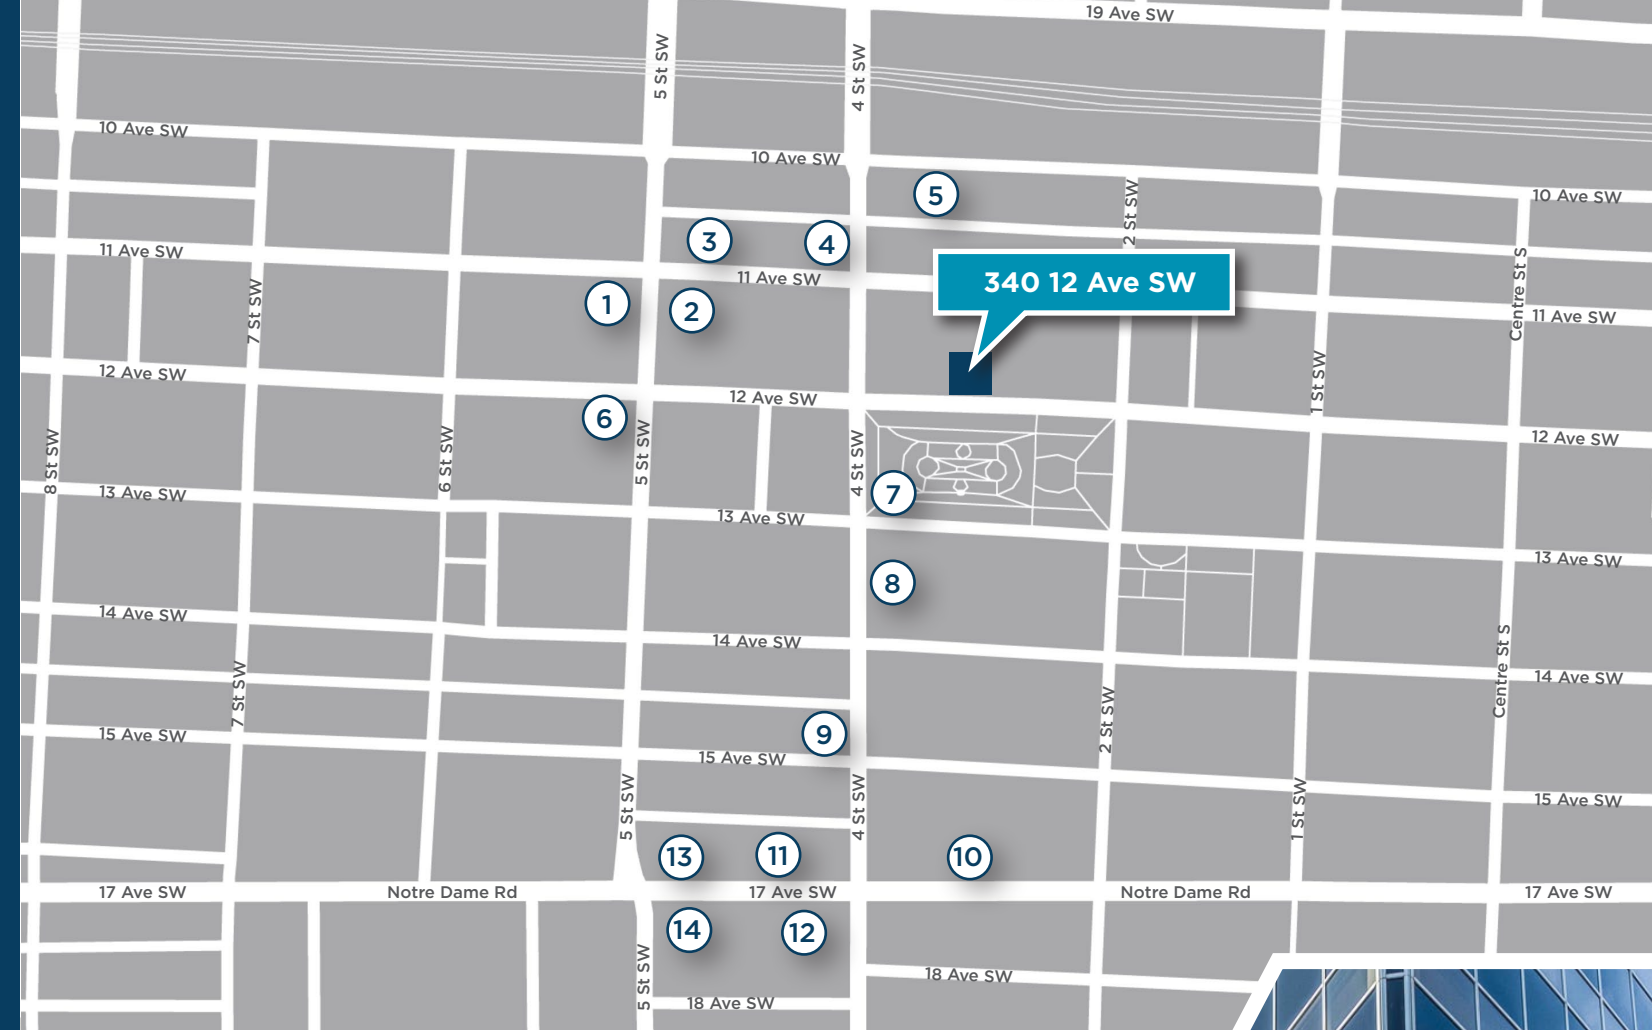 19 Ave SW
5 St SW
4 St SW
10 Ave SW
10 Ave SW
10 Ave SW
5
2 St SW
3
4
11 Ave SW
11 Ave SW
340 12 Ave SW
Centre St S
11 Ave SW
7 St SW
1
2
12 Ave SW
12 Ave SW
1 St SW
12 Ave SW
6
8 St SW
6 St SW
5 St SW
4 St SW
7
13 Ave SW
13 Ave SW
13 Ave SW
8
14 Ave SW
14 Ave SW
14 Ave SW
Centre St S
7 St SW
2 St SW
9
15 Ave SW
15 Ave SW
15 Ave SW
5 St SW
4 St SW
1 St SW
13
11
10
17 Ave SW
Notre Dame Rd
17 Ave SW
Notre Dame Rd
17 Ave SW
14
12
5 St SW
18 Ave SW
18 Ave SW